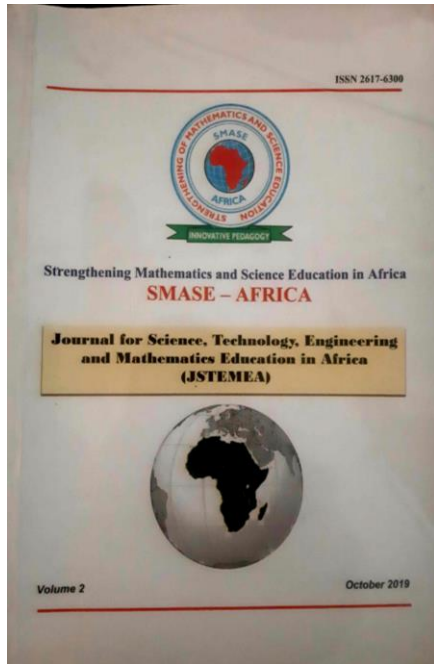 ISSN 2617-6300
STRENGTHENING OF MATHEMATICS AND SCIENCE EDUCATION
SMASE
AFRICA
INNOVATIVE PEDAGOGY
Strengthening Mathematics and Science Education in Africa
SMASE – AFRICA
Journal for Science, Technology, Engineering
and Mathematics Education in Africa
(JSTEMEA)
Volume 2
October 2019